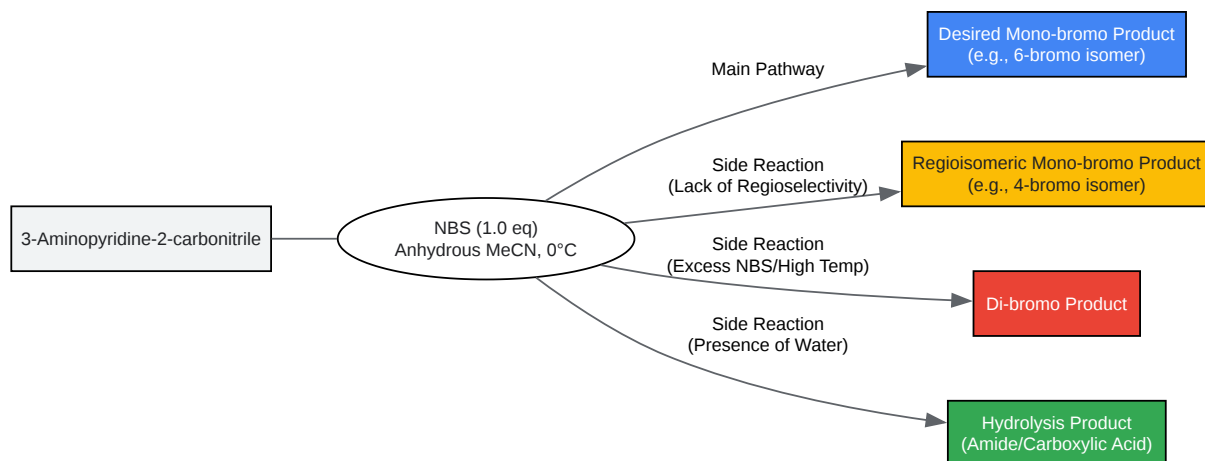 Desired Mono-bromo Product
(e.g., 6-bromo isomer)
Main Pathway
Side Reaction
(Lack of Regioselectivity)
Regioisomeric Mono-bromo Product
(e.g., 4-bromo isomer)
3-Aminopyridine-2-carbonitrile
NBS (1.0 eq)
Anhydrous MeCN, 0°C
Side Reaction
(Excess NBS/High Temp)
Di-bromo Product
Side Reaction
(Presence of Water)
Hydrolysis Product
(Amide/Carboxylic Acid)